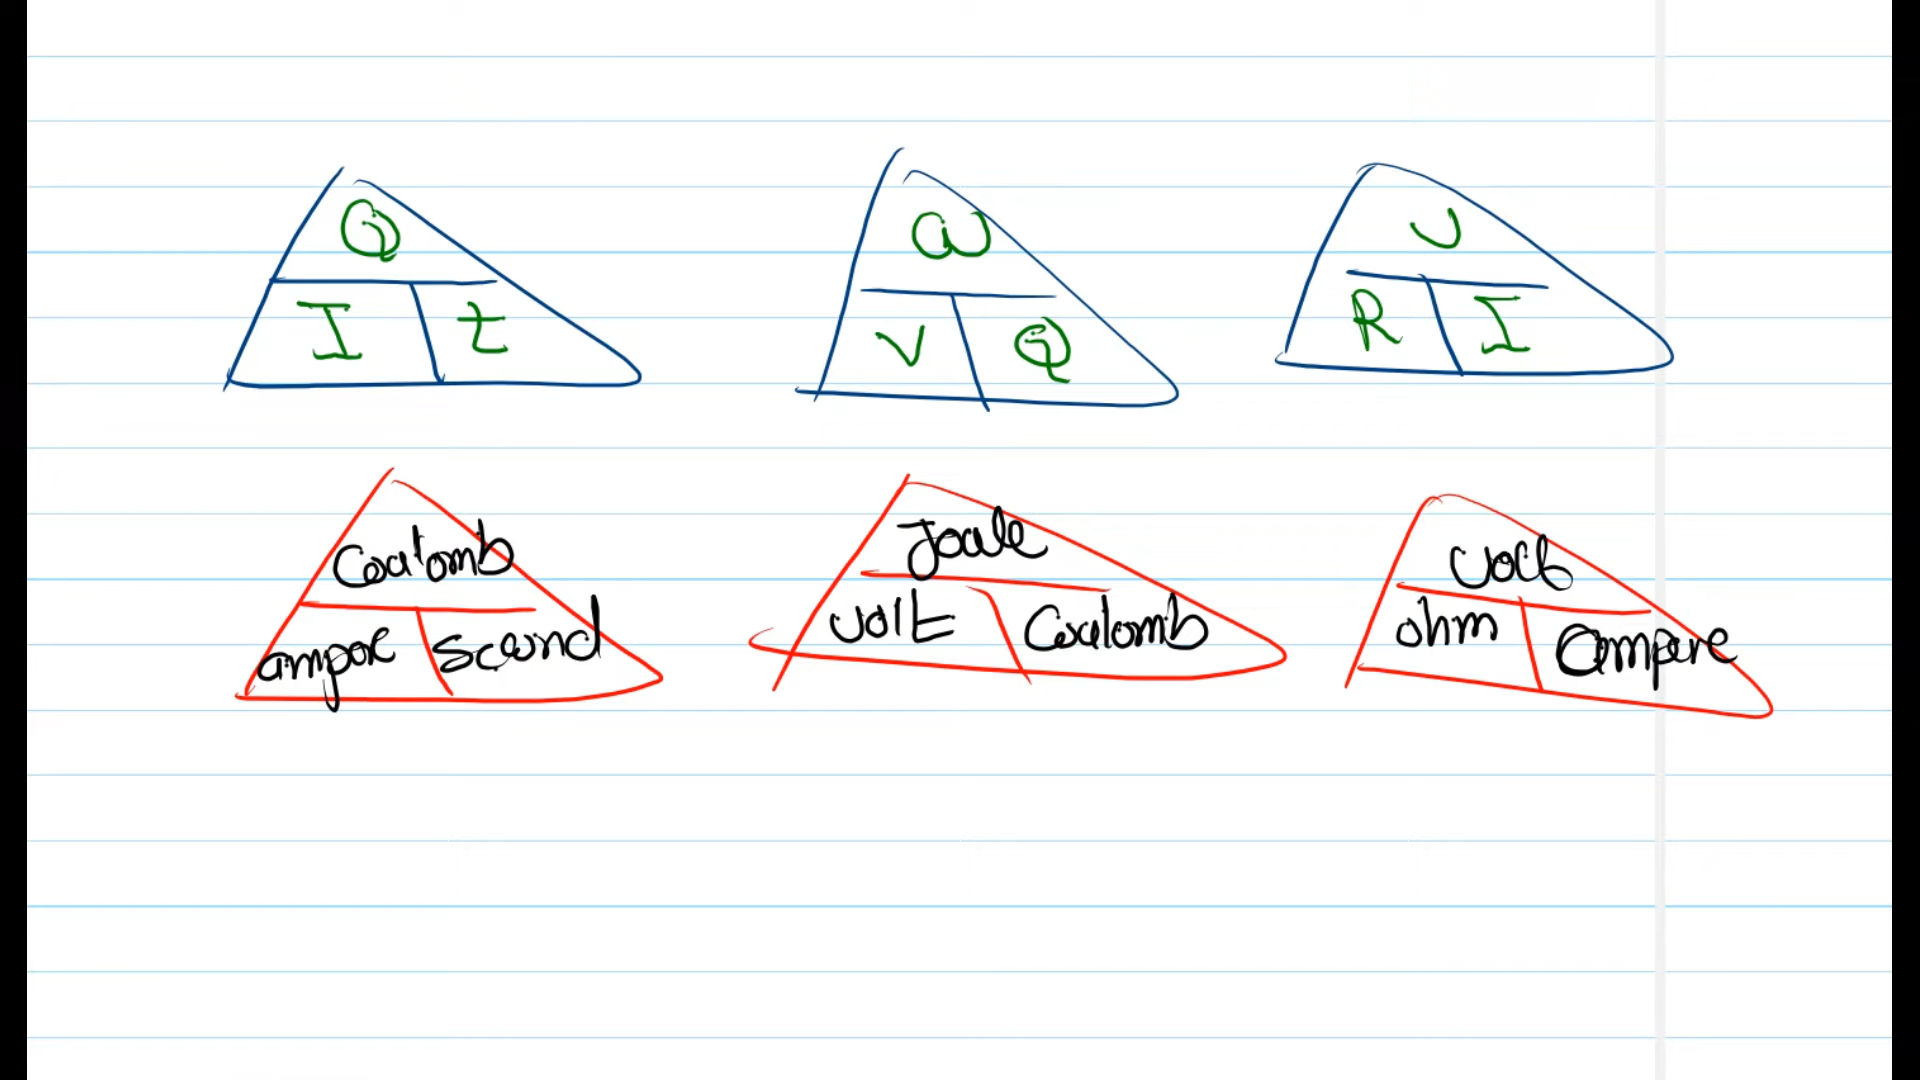 Q
I t
W
V Q
V
R I
Coulomb
ampere second
Joule
volt Coulomb
volt
ohm Ampere